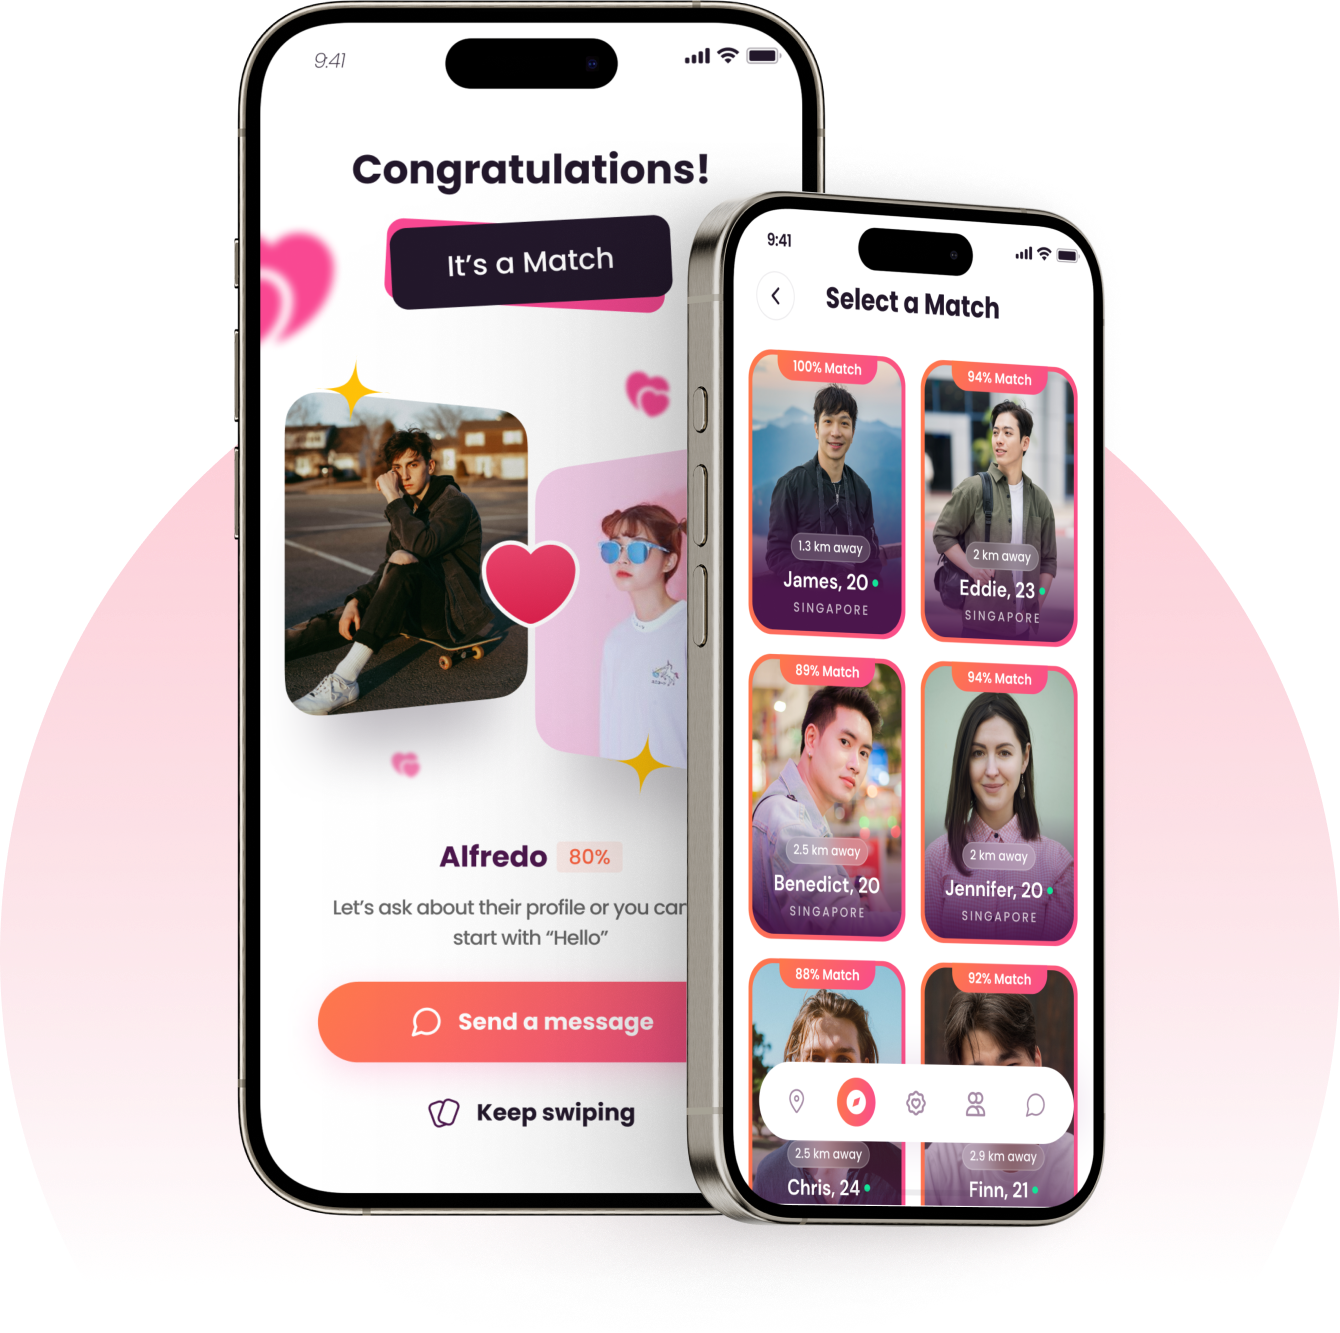 9:41
Congratulations!
It's a Match
Alfredo 80%
Let's ask about their profile or you can
start with “Hello”
Send a message
Keep swiping
9:41
Select a Match
100% Match
1.3 km away
James, 20
SINGAPORE
94% Match
2 km away
Eddie, 23
SINGAPORE
89% Match
2.5 km away
Benedict, 20
SINGAPORE
94% Match
2 km away
Jennifer, 20
SINGAPORE
88% Match
2.5 km away
Chris, 24
92% Match
2.9 km away
Finn, 21